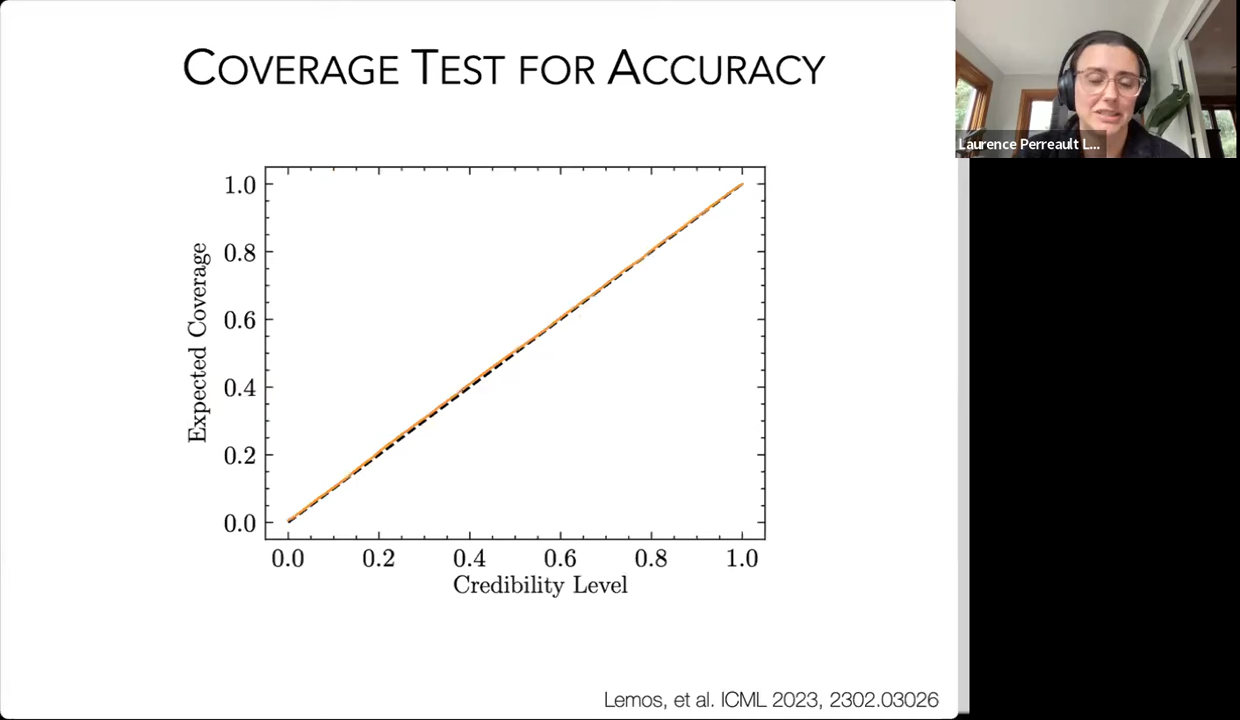 COVERAGE TEST FOR ACCURACY
Laurence Perreault L...
1.0
0.8
0.6
0.4
0.2
0.0
Expected Coverage
0.0 0.2 0.4 0.6 0.8 1.0
Credibility Level
Lemos, et al. ICML 2023, 2302.03026